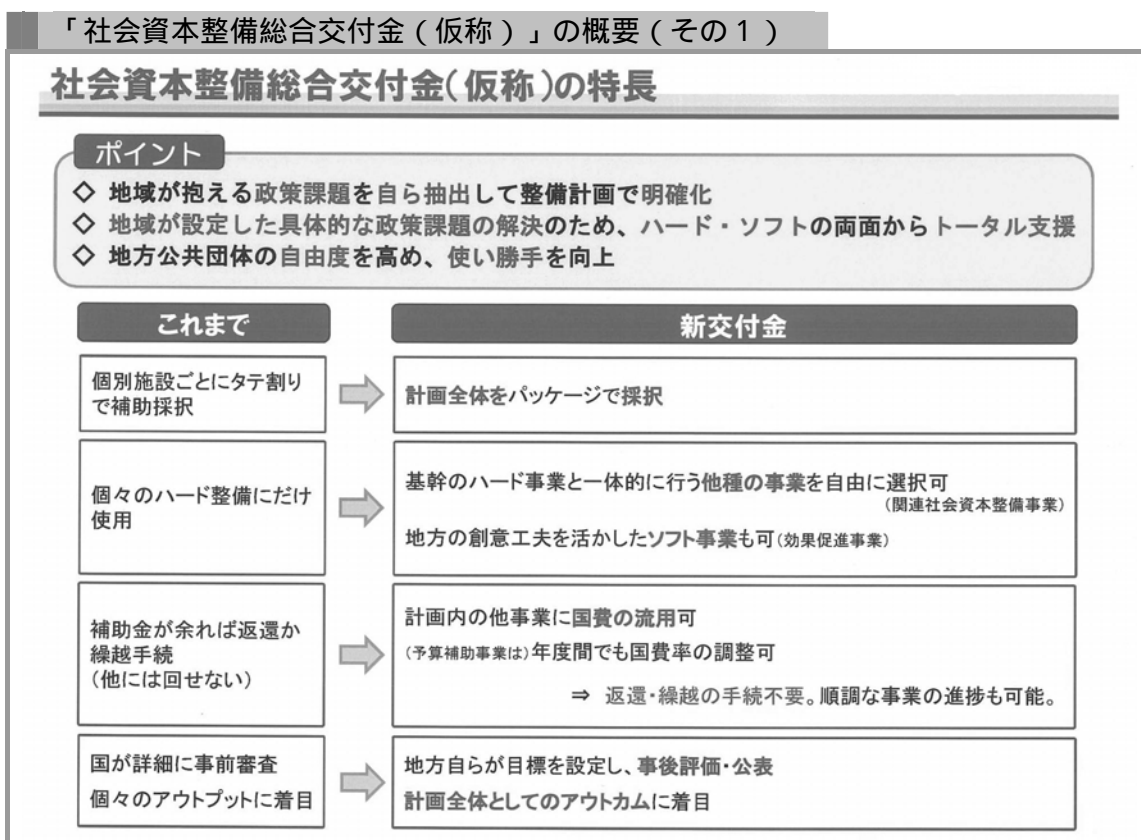 「社会資本整備総合交付金（仮称）」の概要（その１）
社会資本整備総合交付金(仮称)の特長
ポイント
◇ 地域が抱える政策課題を自ら抽出して整備計画で明確化
◇ 地域が設定した具体的な政策課題の解決のため、ハード・ソフトの両面からトータル支援
◇ 地方公共団体の自由度を高め、使い勝手を向上
これまで
新交付金
個別施設ごとにタテ割り
で補助採択
計画全体をパッケージで採択
個々のハード整備にだけ
使用
基幹のハード事業と一体的に行う他種の事業を自由に選択可
(関連社会資本整備事業)
地方の創意工夫を活かしたソフト事業も可(効果促進事業)
補助金が余れば返還か
繰越手続
(他には回せない)
計画内の他事業に国費の流用可
(予算補助事業は)年度間でも国費率の調整可
⇒ 返還・繰越の手続不要。順調な事業の進捗も可能。
国が詳細に事前審査
個々のアウトプットに着目
地方自らが目標を設定し、事後評価・公表
計画全体としてのアウトカムに着目